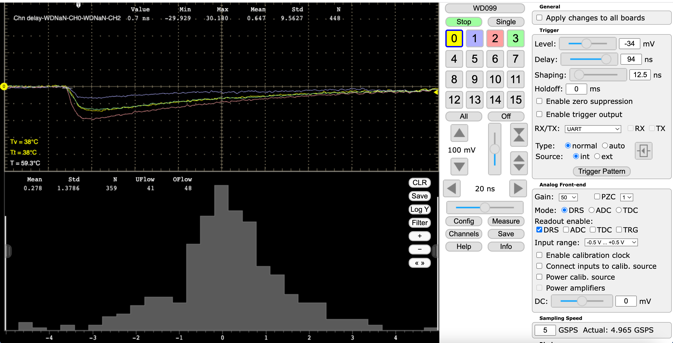 Value Min Max Mean Std N
Chn delay-WDNaN-CH0-WDNaN-CH2 0.7 ns -29.929 30.180 0.647 9.5627 448
Tv = 38°C
Tt = 38°C
T = 59.3°C
Mean Std N UFlow OFlow
0.278 1.3786 359 41 48
CLR
Save
Log Y
Filter
+
−
« »
-4 -3 -2 -1 0 1 2 3 4
WD099
Stop Single
0 1 2 3
4 5 6 7
8 9 10 11
12 13 14 15
All Off
100 mV
20 ns
Config Measure
Channels Save
Help Info
General
Apply changes to all boards
Trigger
Level: -34 mV
Delay: 94 ns
Shaping: 12.5 ns
Holdoff: 0 ms
Enable zero suppression
Enable trigger output
RX/TX: UART RX TX
Type: normal auto
Source: int ext
Trigger Pattern
Analog Front-end
Gain: 50 PZC 1
Mode: DRS ADC TDC
Readout enable:
DRS ADC TDC TRG
Input range: -0.5 V ... +0.5 V
Enable calibration clock
Connect inputs to calib. source
Power calib. source
Power amplifiers
DC: 0 mV
Sampling Speed
5 GSPS Actual: 4.965 GSPS